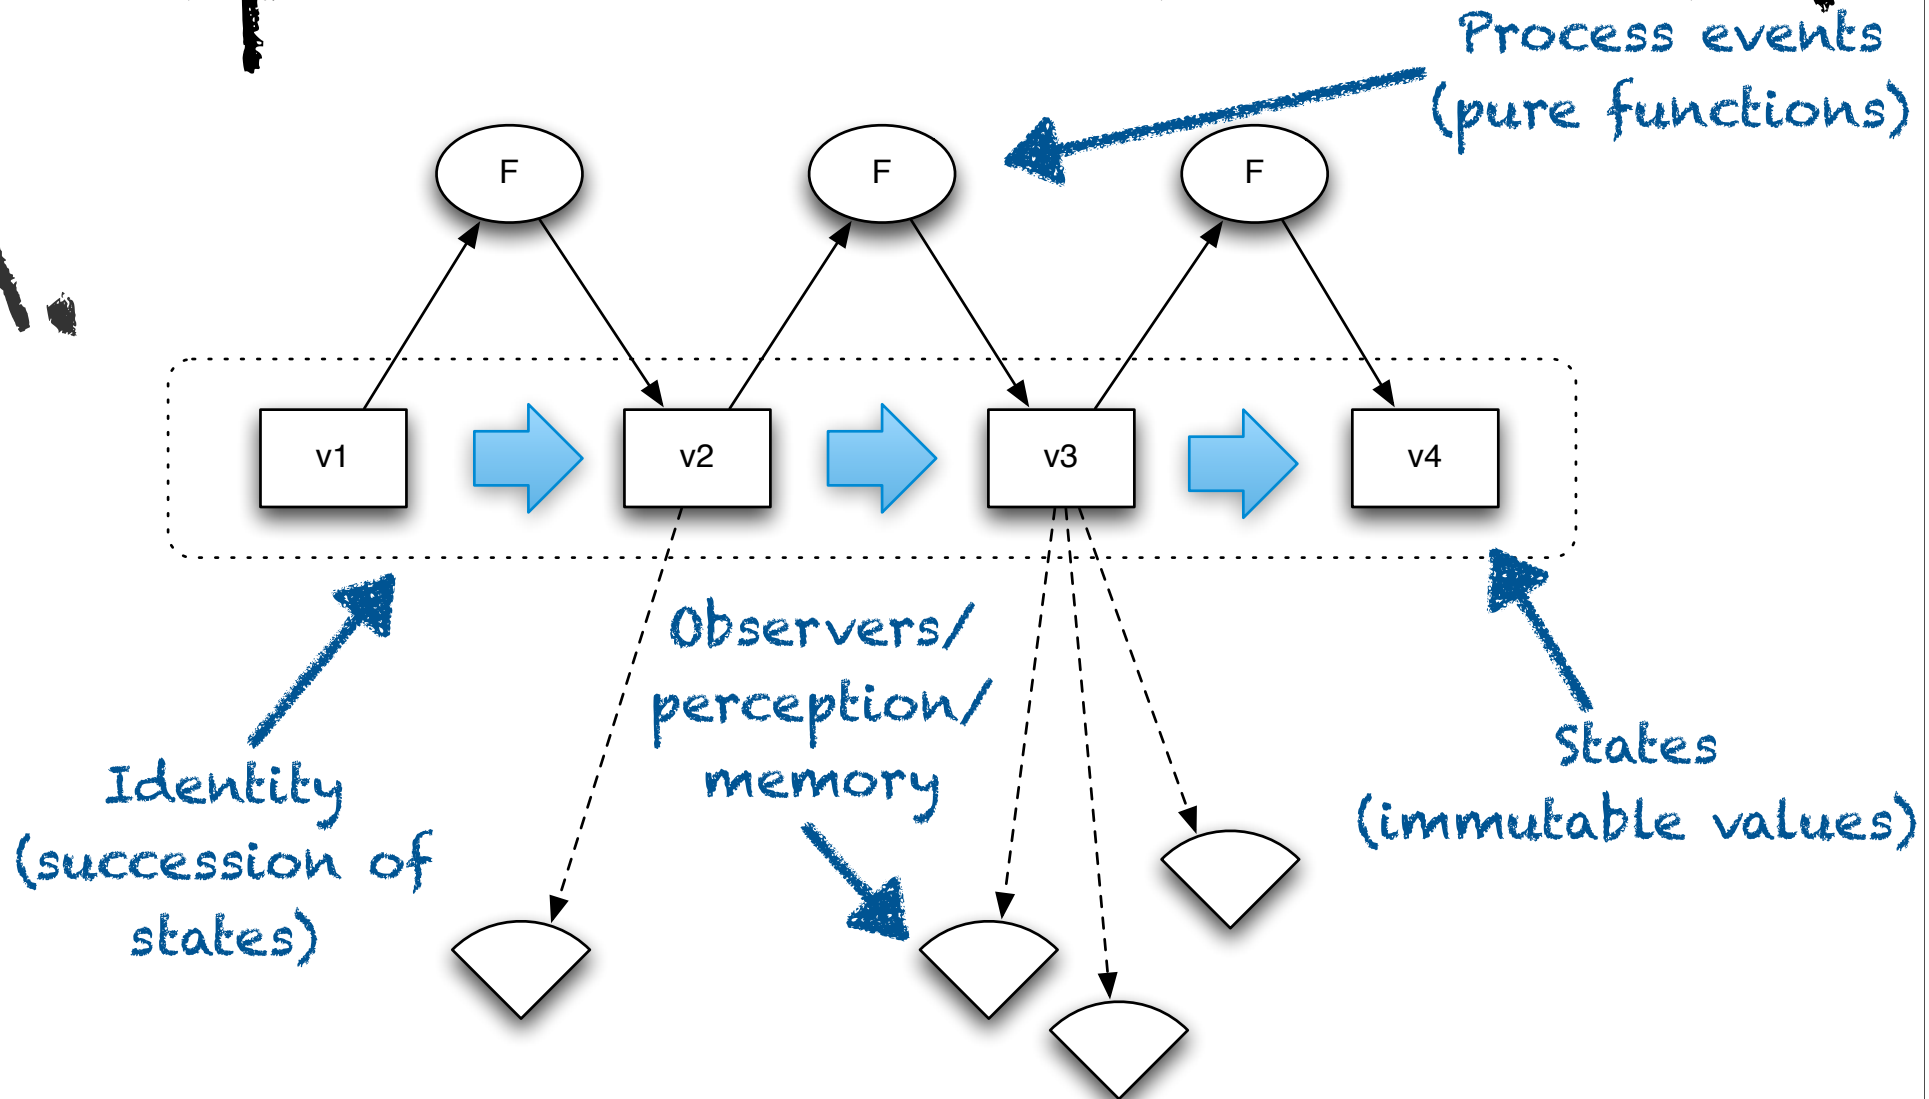 Process events
(pure functions)
F
F
F
v1
v2
v3
v4
Observers/
perception/
memory
Identity
(succession of
states)
States
(immutable values)